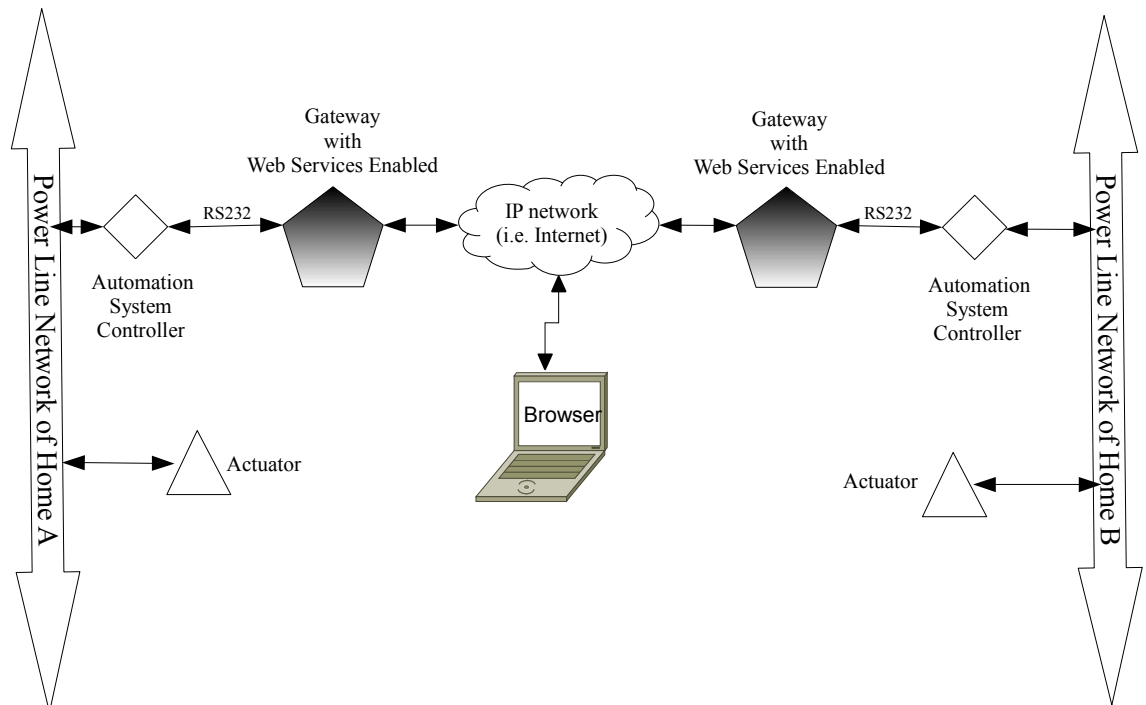 Gateway
with
Web Services Enabled
Gateway
with
Web Services Enabled
Power Line Network of Home A
RS232
IP network
(i.e. Internet)
RS232
Power Line Network of Home B
Automation
System
Controller
Automation
System
Controller
Browser
Actuator
Actuator